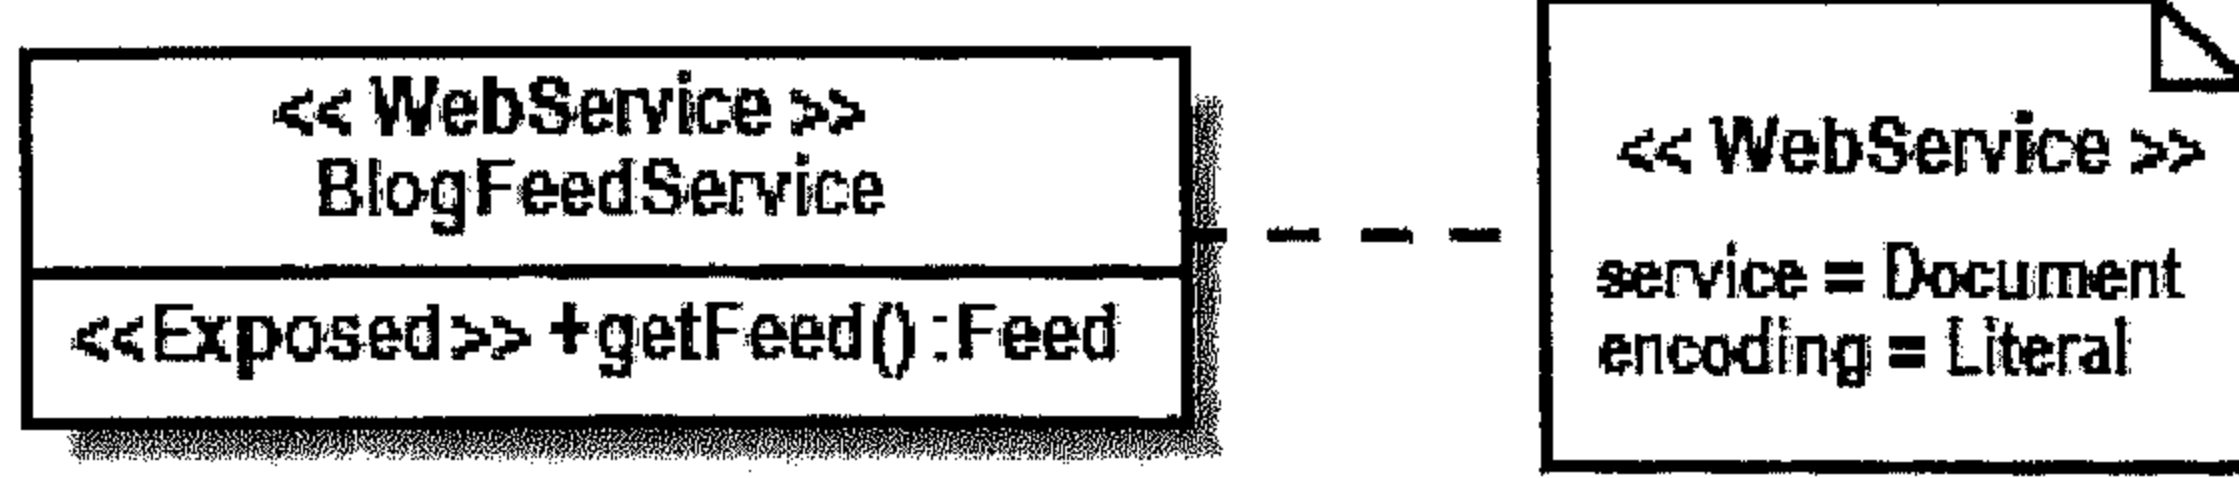 << WebService >>
BlogFeedService
<<Exposed>> +getFeed() :Feed
<< WebService >>
service = Document
encoding = Literal